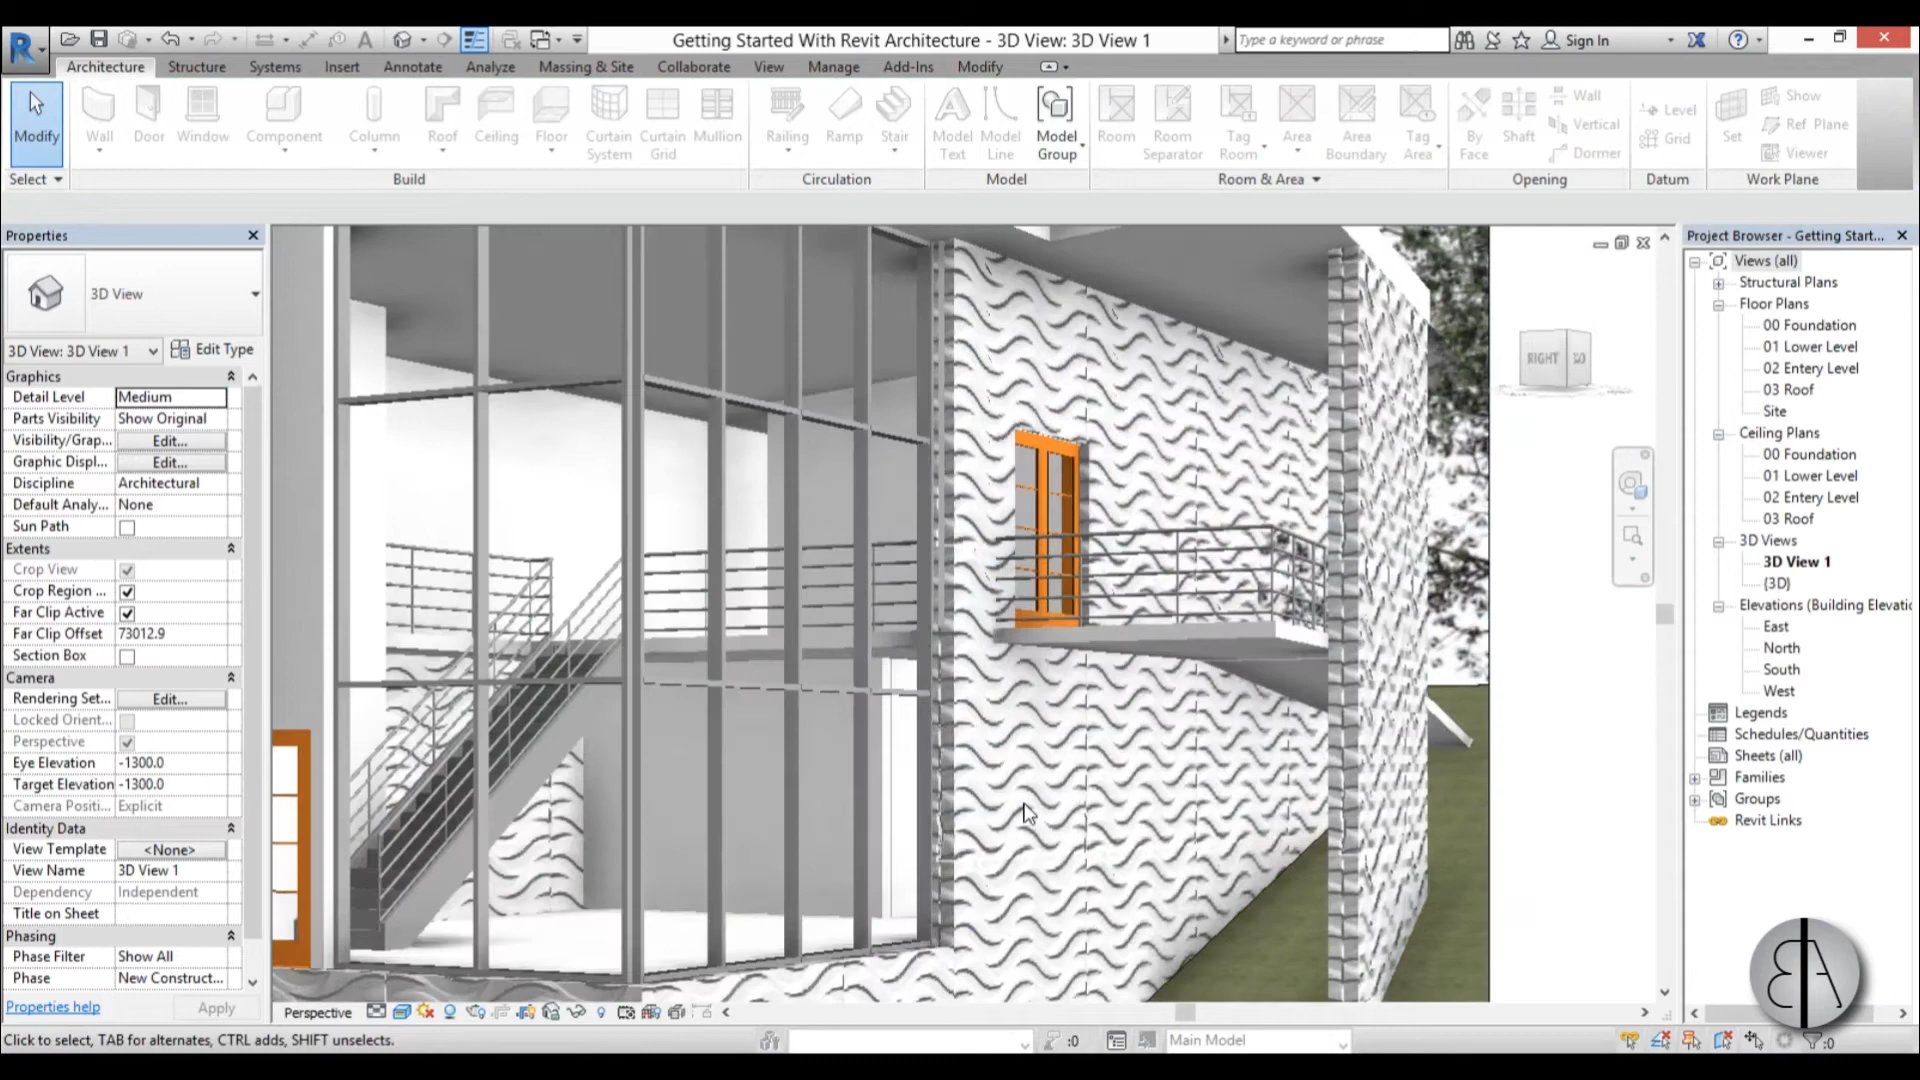 Getting Started With Revit Architecture - 3D View: 3D View 1
Type a keyword or phrase
Sign In
Architecture Structure Systems Insert Annotate Analyze Massing & Site Collaborate View Manage Add-Ins Modify
Modify
Wall
Door
Window
Component
Column
Roof
Ceiling
Floor
Curtain System
Curtain Grid
Mullion
Railing
Ramp
Stair
Model Text
Model Line
Model Group
Room
Room Separator
Tag Room
Area
Area Boundary
Tag Area
By Face
Shaft
Wall
Vertical
Dormer
Level
Grid
Set
Show
Ref Plane
Viewer
Select
Build
Circulation
Model
Room & Area
Opening
Datum
Work Plane
Properties
3D View
3D View: 3D View 1
Edit Type
Graphics
Detail Level Medium
Parts Visibility Show Original
Visibility/Grap... Edit...
Graphic Displ... Edit...
Discipline Architectural
Default Analy... None
Sun Path
Extents
Crop View
Crop Region ...
Far Clip Active
Far Clip Offset 73012.9
Section Box
Camera
Rendering Set... Edit...
Locked Orient...
Perspective
Eye Elevation -1300.0
Target Elevation -1300.0
Camera Positi... Explicit
Identity Data
View Template <None>
View Name 3D View 1
Dependency Independent
Title on Sheet
Phasing
Phase Filter Show All
Phase New Construct...
Properties help
Apply
RIGHT
Project Browser - Getting Start...
Views (all)
Structural Plans
Floor Plans
00 Foundation
01 Lower Level
02 Entery Level
03 Roof
Site
Ceiling Plans
00 Foundation
01 Lower Level
02 Entery Level
03 Roof
3D Views
3D View 1
{3D}
Elevations (Building Elevatic
East
North
South
West
Legends
Schedules/Quantities
Sheets (all)
Families
Groups
Revit Links
Perspective
Click to select, TAB for alternates, CTRL adds, SHIFT unselects.
:0
Main Model
:0